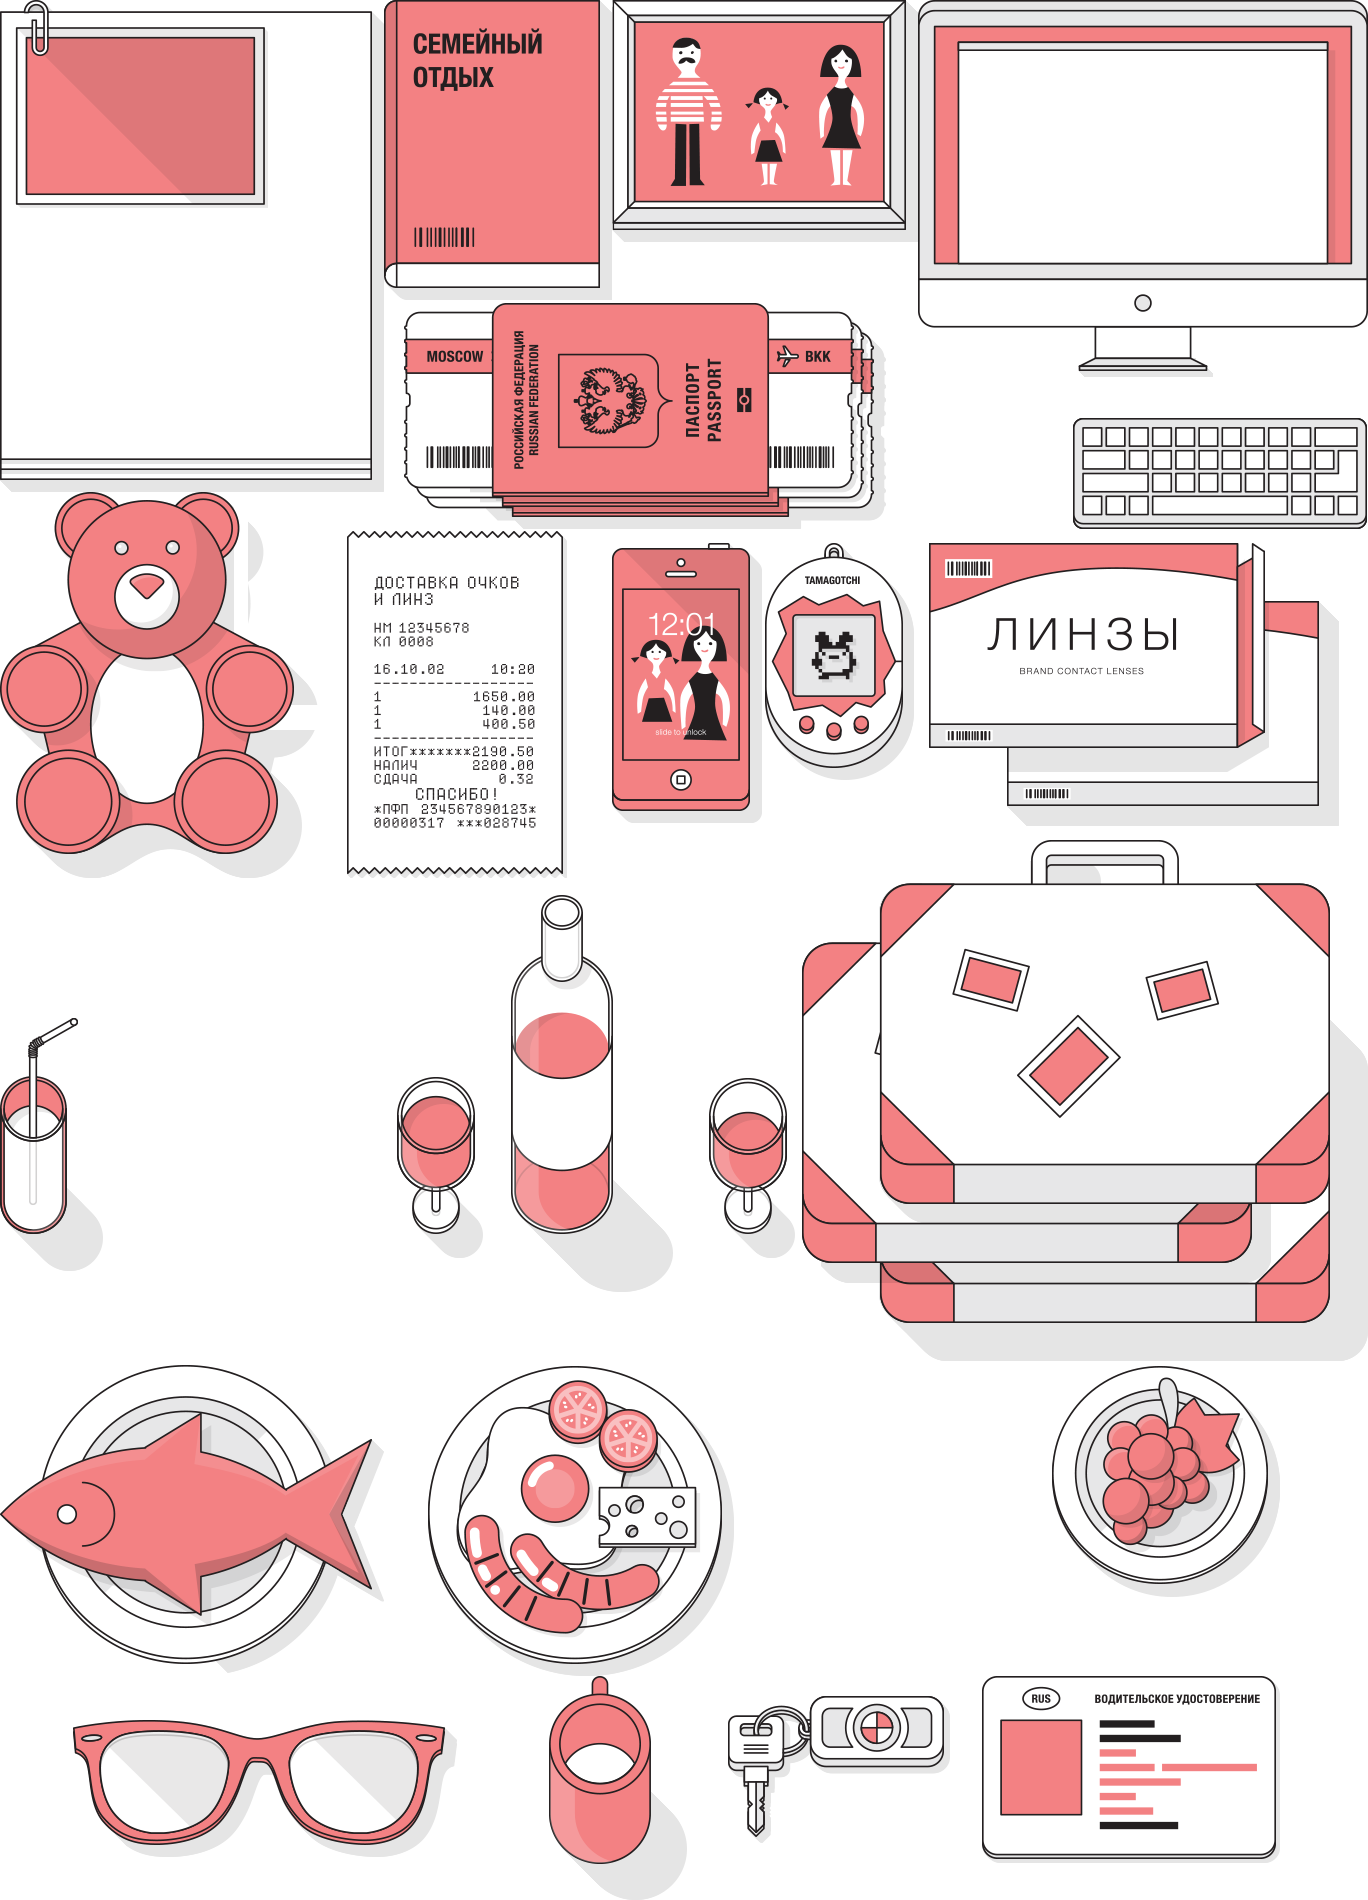 СЕМЕЙНЫЙ
ОТДЫХ
MOSCOW
РОССИЙСКАЯ ФЕДЕРАЦИЯ
RUSSIAN FEDERATION
ПАСПОРТ
PASSPORT
BKK
ДОСТАВКА ОЧКОВ
И ЛИНЗ
НМ 12345678
КЛ 0008
16.10.02 10:20
------------------
1 1650.00
1 140.00
1 400.50
------------------
ИТОГ*******2190.50
НАЛИЧ 2200.00
СДАЧА 0.32
СПАСИБО!
*ПФП 234567890123*
00000317 ***028745
12:01
slide to unlock
TAMAGOTCHI
ЛИНЗЫ
BRAND CONTACT LENSES
RUS
ВОДИТЕЛЬСКОЕ УДОСТОВЕРЕНИЕ